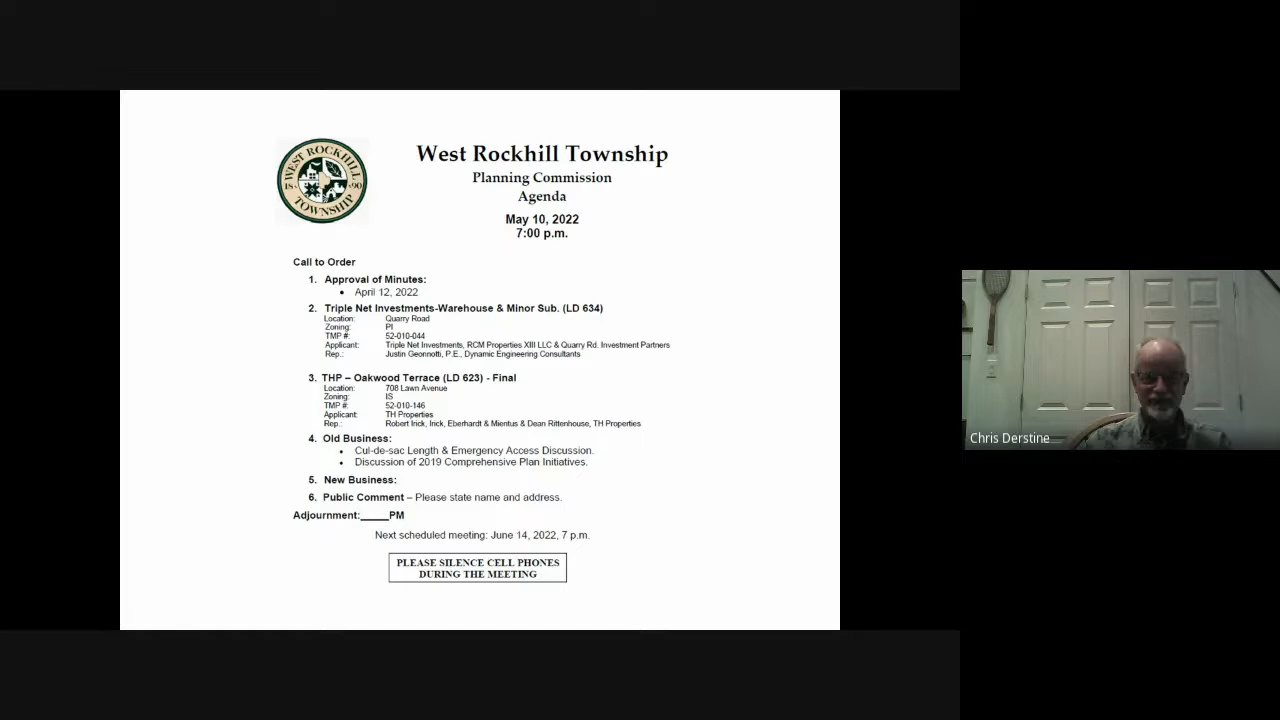 WEST ROCKHILL
18 90
TOWNSHIP
West Rockhill Township
Planning Commission
Agenda
May 10, 2022
7:00 p.m.
Call to Order
1. Approval of Minutes:
• April 12, 2022
2. Triple Net Investments-Warehouse & Minor Sub. (LD 634)
Location: Quarry Road
Zoning: PI
TMP #: 52-010-044
Applicant: Triple Net Investments, RCM Properties XIII LLC & Quarry Rd. Investment Partners
Rep.: Justin Geonnotti, P.E., Dynamic Engineering Consultants
3. THP – Oakwood Terrace (LD 623) - Final
Location: 708 Lawn Avenue
Zoning: IS
TMP #: 52-010-146
Applicant: TH Properties
Rep.: Robert Irick, Irick, Eberhardt & Mientus & Dean Rittenhouse, TH Properties
4. Old Business:
• Cul-de-sac Length & Emergency Access Discussion.
• Discussion of 2019 Comprehensive Plan Initiatives.
5. New Business:
6. Public Comment – Please state name and address.
Adjournment:_____PM
Next scheduled meeting: June 14, 2022, 7 p.m.
PLEASE SILENCE CELL PHONES
DURING THE MEETING
Chris Derstine